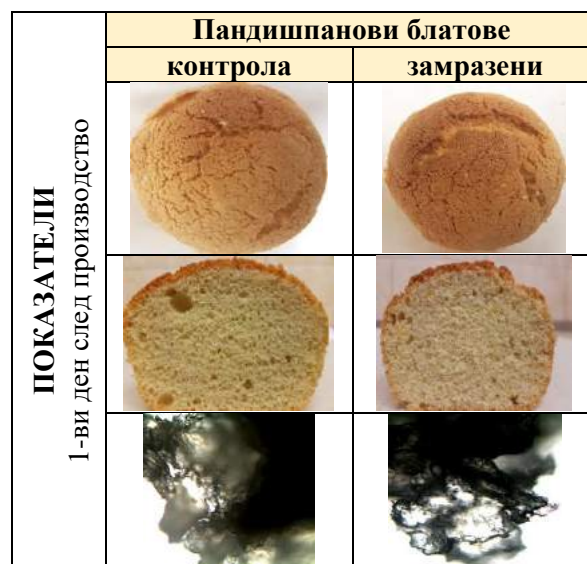 Пандишпанови блатове
контрола замразени
ПОКАЗАТЕЛИ
1-ви ден след производство